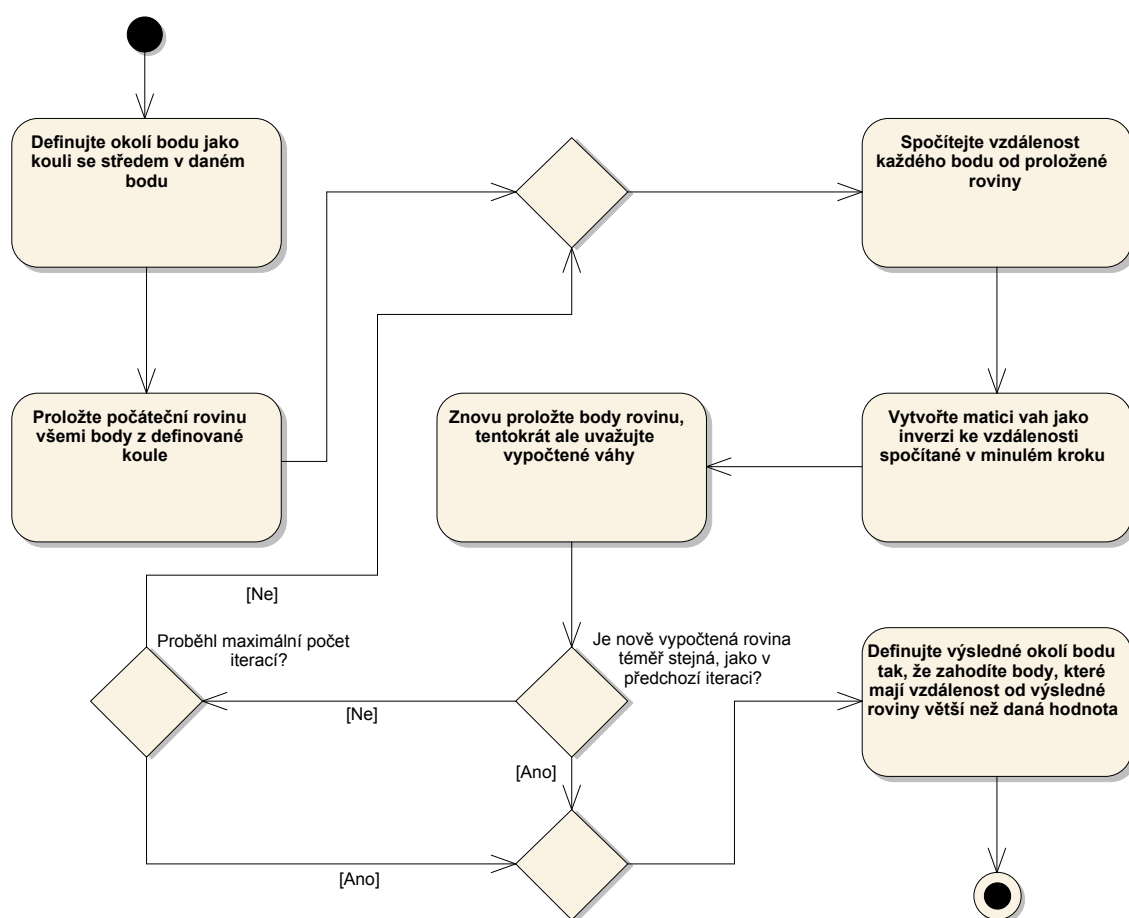 Definujte okolí bodu jako
kouli se středem v daném
bodu
Spočítejte vzdálenost
každého bodu od proložené
roviny
Proložte počáteční rovinu
všemi body z definované
koule
Znovu proložte body rovinu,
tentokrát ale uvažujte
vypočtené váhy
Vytvořte matici vah jako
inverzi ke vzdálenosti
spočítané v minulém kroku
[Ne]
Proběhl maximální počet
iterací?
Je nově vypočtená rovina
téměř stejná, jako v
předchozí iteraci?
Definujte výsledné okolí bodu
tak, že zahodíte body, které
mají vzdálenost od výsledné
roviny větší než daná hodnota
[Ne]
[Ano]
[Ano]